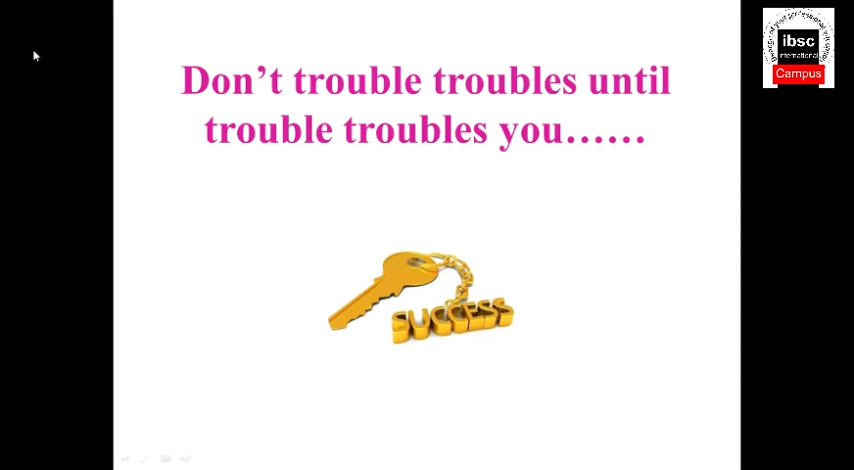 Don’t trouble troubles until
trouble troubles you……
SUCCESS
ibsc
international
Campus